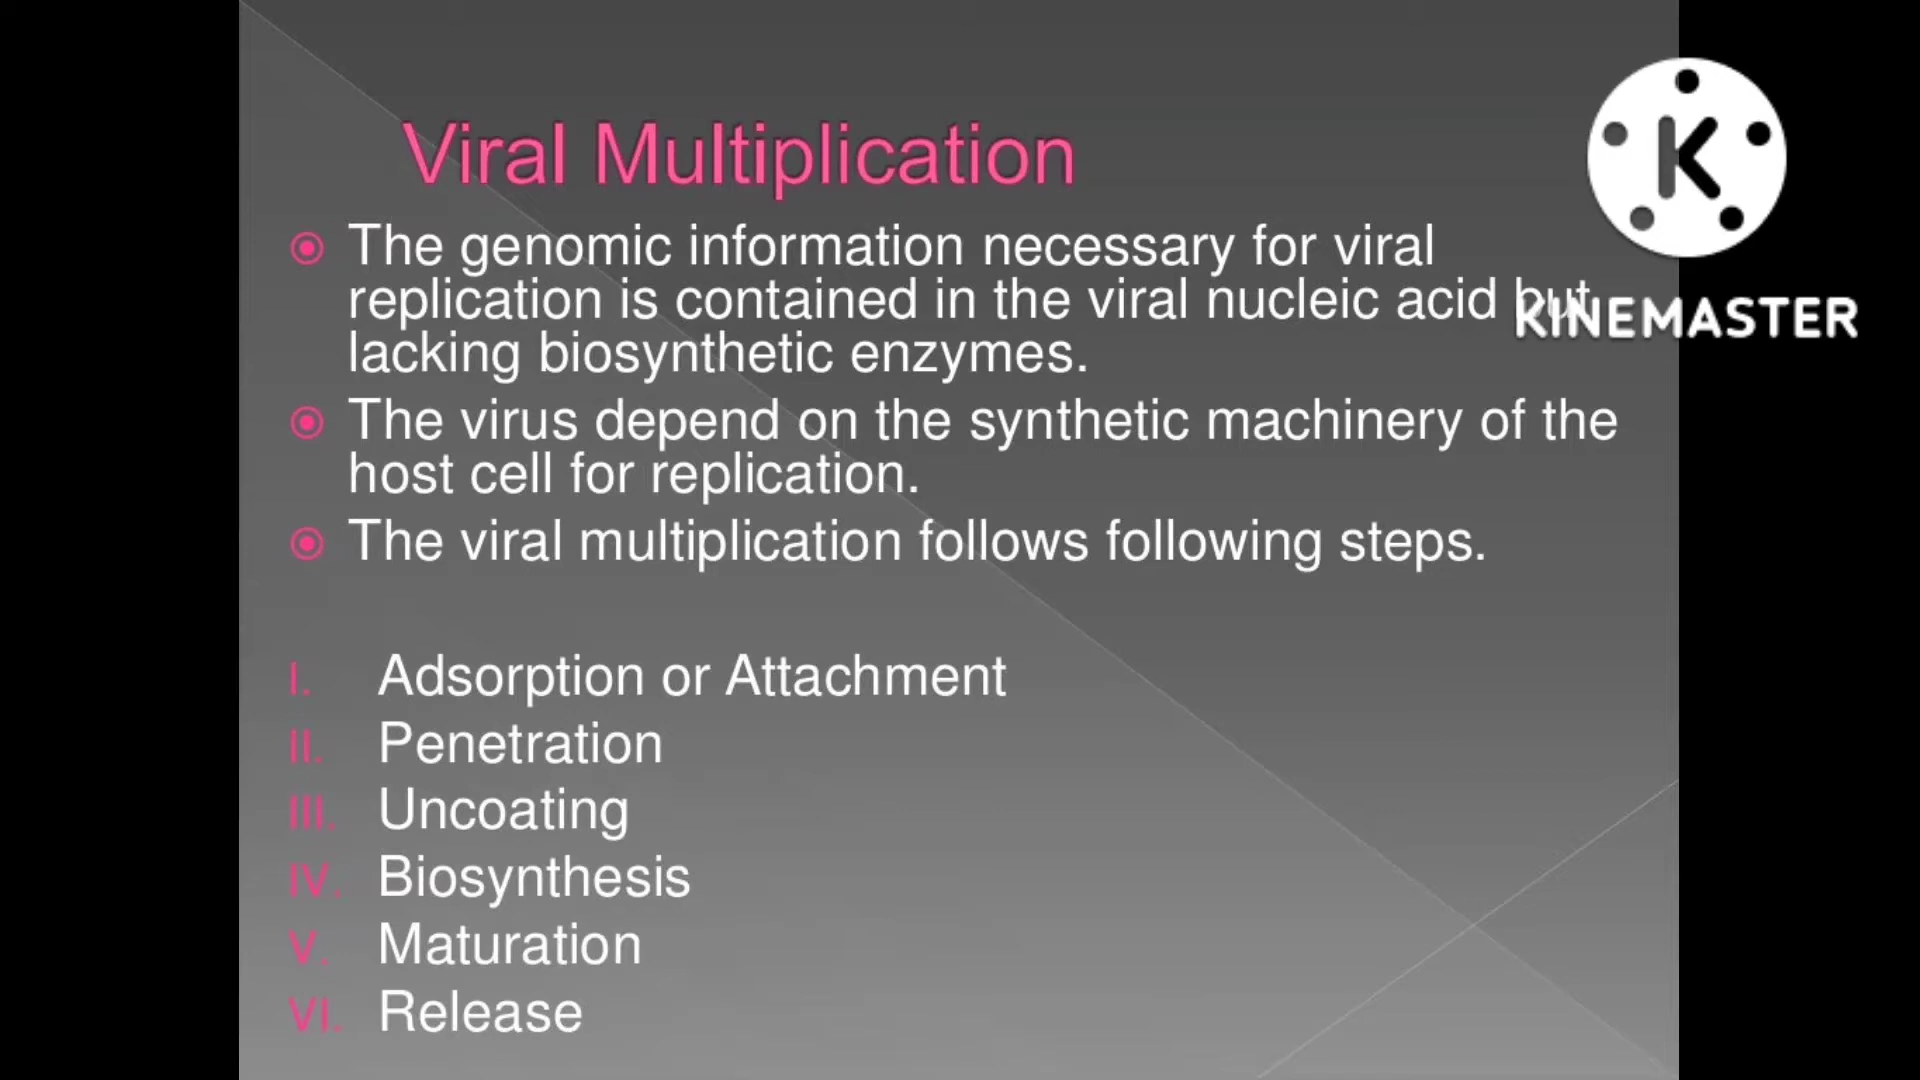 Viral Multiplication
The genomic information necessary for viral
replication is contained in the viral nucleic acid but
lacking biosynthetic enzymes.
The virus depend on the synthetic machinery of the
host cell for replication.
The viral multiplication follows following steps.
I. Adsorption or Attachment
II. Penetration
III. Uncoating
IV. Biosynthesis
V. Maturation
VI. Release
K
KINEMASTER